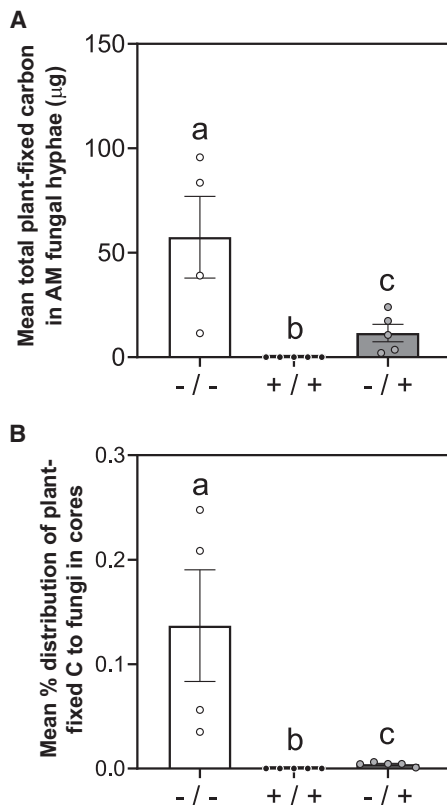 A
Mean total plant-fixed carbon
in AM fungal hyphae (μg)
150
100
50
0
a
b
c
- / -
+ / +
- / +
B
Mean % distribution of plant-
fixed C to fungi in cores
0.3
0.2
0.1
0.0
a
b
c
- / -
+ / +
- / +